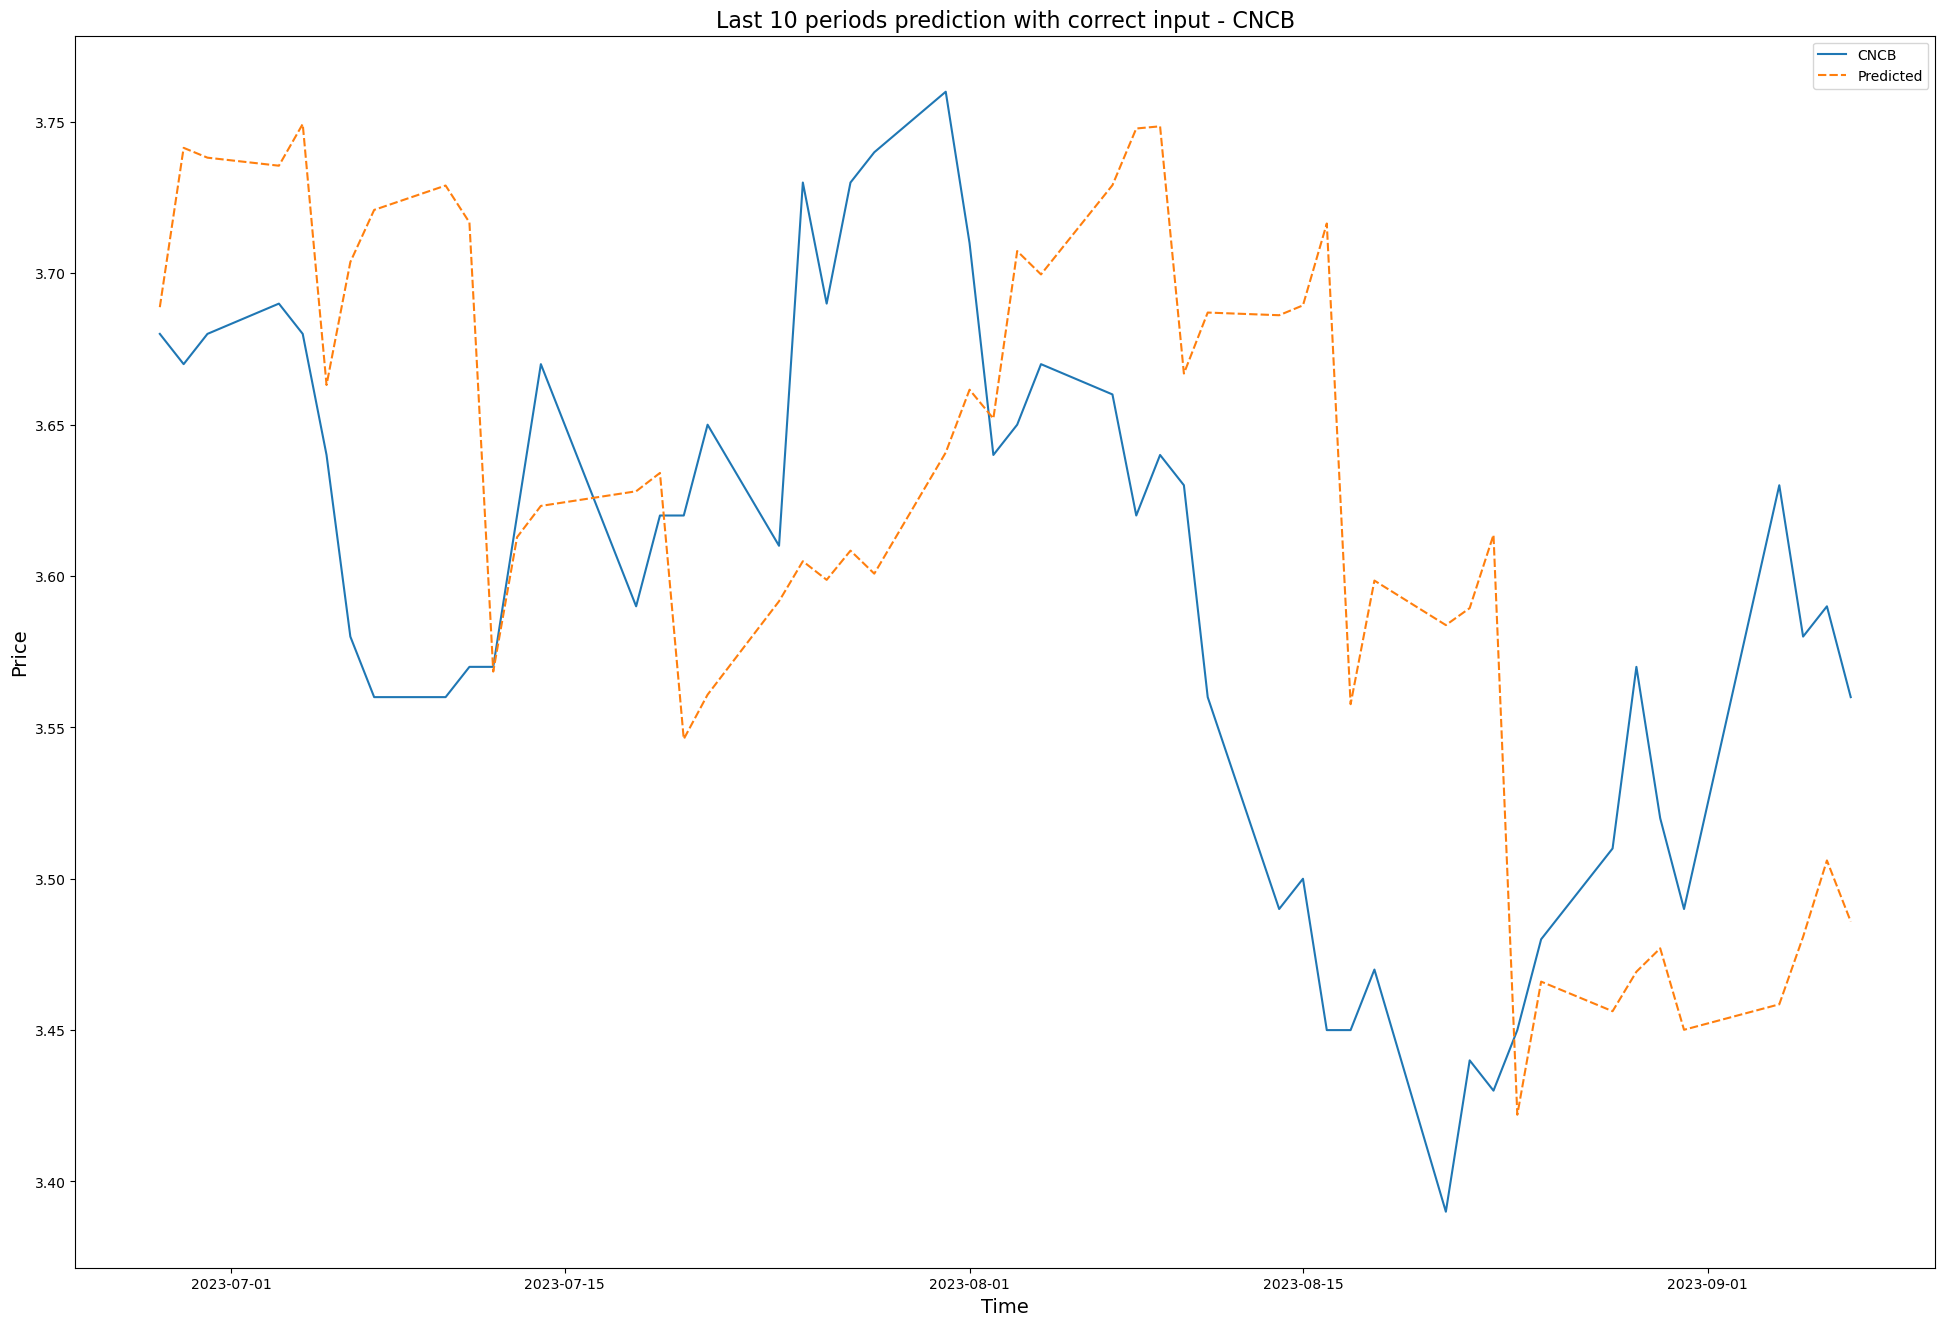 Last 10 periods prediction with correct input - CNCB
CNCB
Predicted
3.75
3.70
3.65
3.60
3.55
3.50
3.45
3.40
Price
2023-07-01
2023-07-15
2023-08-01
2023-08-15
2023-09-01
Time